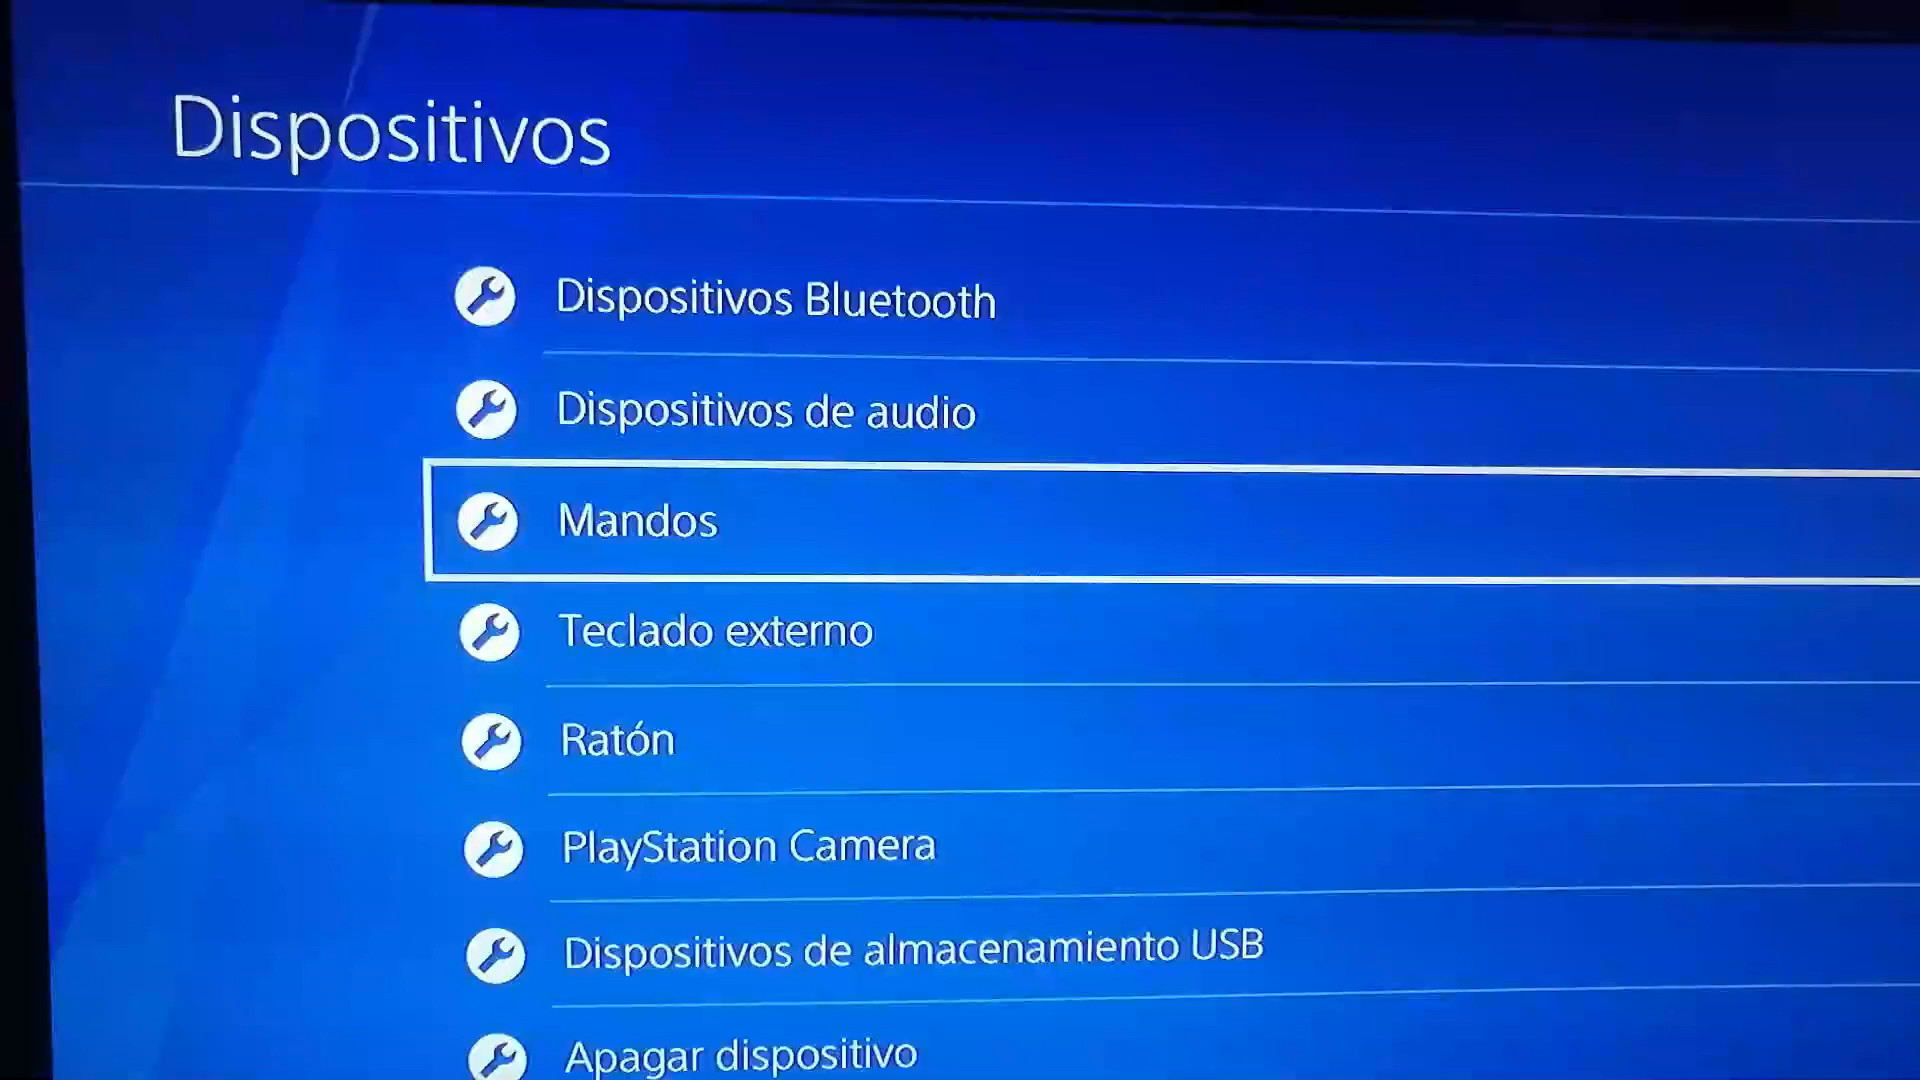 Dispositivos
Dispositivos Bluetooth
Dispositivos de audio
Mandos
Teclado externo
Ratón
PlayStation Camera
Dispositivos de almacenamiento USB
Apagar dispositivo